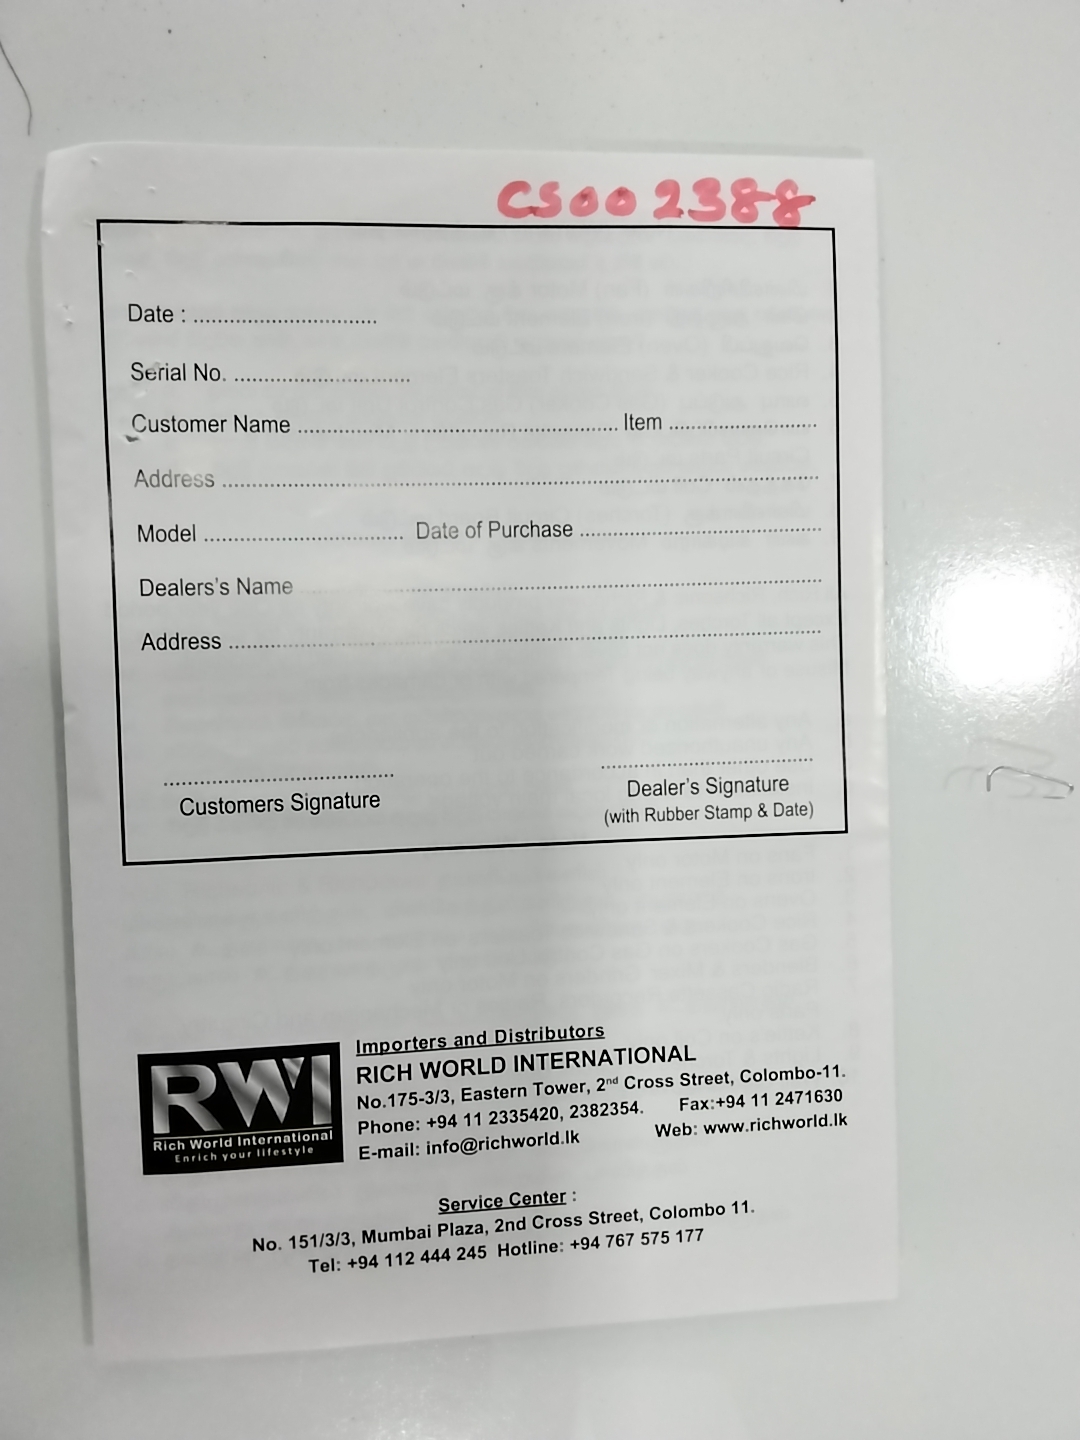 CS002388
Date : ..............................
Serial No. .............................
Customer Name ..................................................... Item .........................
Address ....................................................................................................
Model ................................. Date of Purchase ........................................
Dealers's Name .......................................................................................
Address ...................................................................................................
Customers Signature
Dealer's Signature
(with Rubber Stamp & Date)
RWI
Rich World International
Enrich your lifestyle
Importers and Distributors
RICH WORLD INTERNATIONAL
No.175-3/3, Eastern Tower, 2nd Cross Street, Colombo-11.
Phone: +94 11 2335420, 2382354. Fax:+94 11 2471630
E-mail: info@richworld.lk Web: www.richworld.lk
Service Center :
No. 151/3/3, Mumbai Plaza, 2nd Cross Street, Colombo 11.
Tel: +94 112 444 245 Hotline: +94 767 575 177